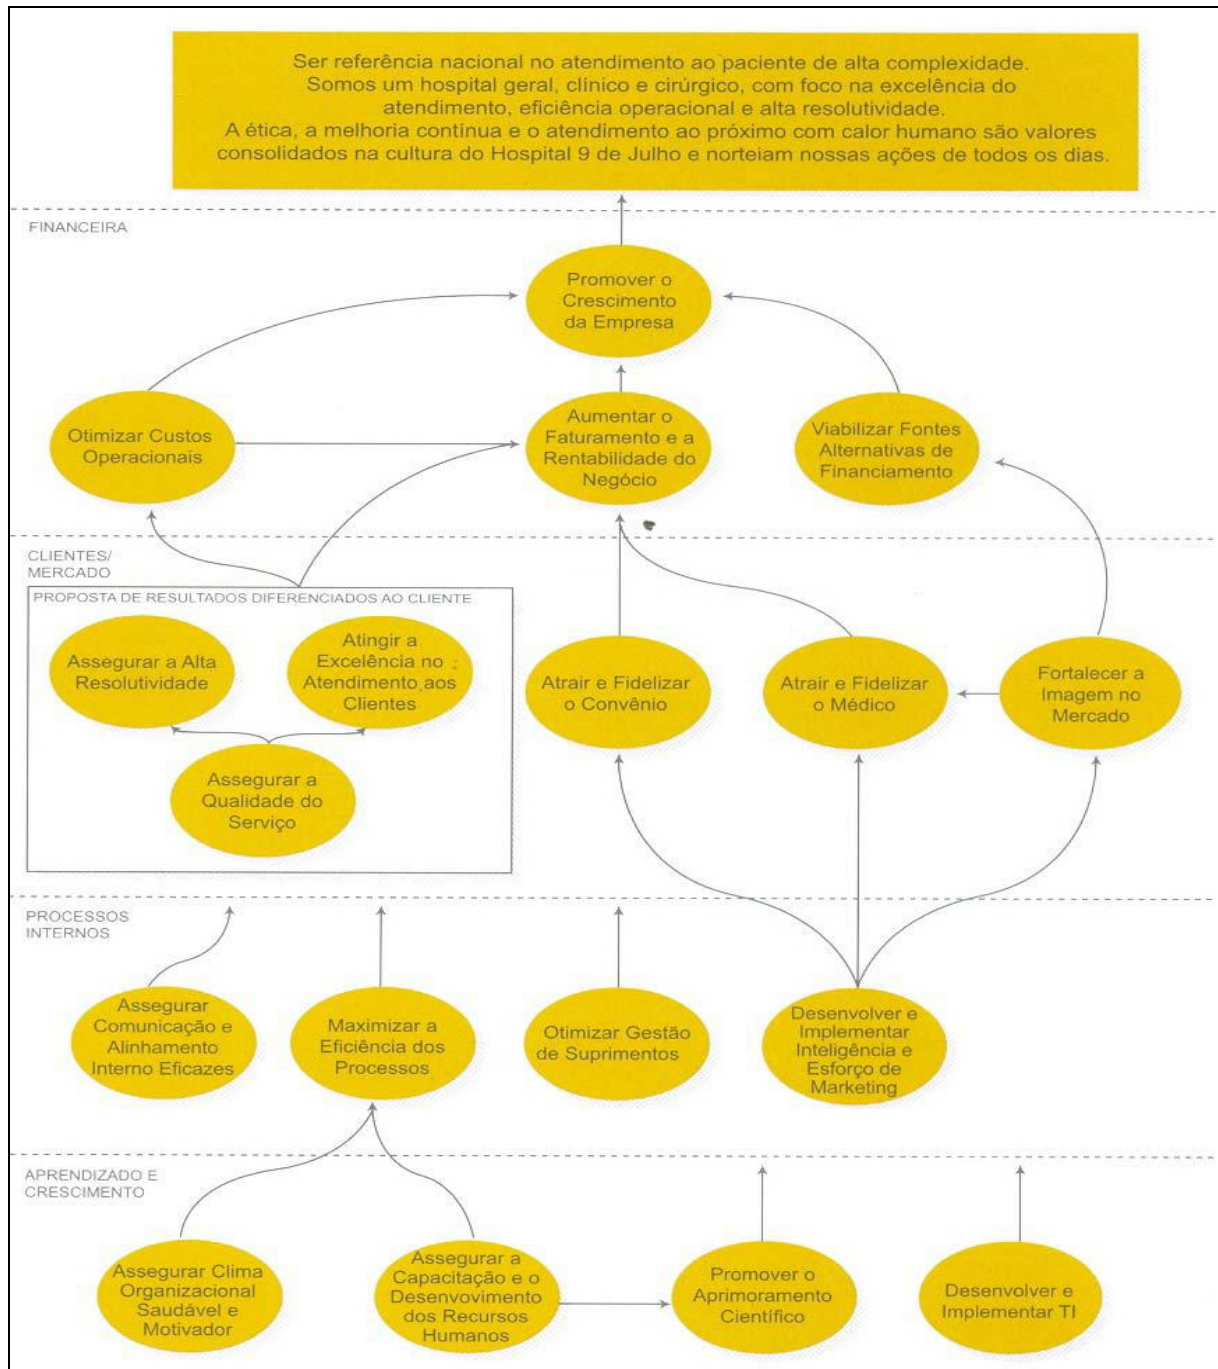 Ser referência nacional no atendimento ao paciente de alta complexidade.
Somos um hospital geral, clínico e cirúrgico, com foco na excelência do
atendimento, eficiência operacional e alta resolutividade.
A ética, a melhoria contínua e o atendimento ao próximo com calor humano são valores
consolidados na cultura do Hospital 9 de Julho e norteiam nossas ações de todos os dias.
FINANCEIRA
Promover o
Crescimento
da Empresa
Otimizar Custos
Operacionais
Aumentar o
Faturamento e a
Rentabilidade do
Negócio
Viabilizar Fontes
Alternativas de
Financiamento
CLIENTES/
MERCADO
PROPOSTA DE RESULTADOS DIFERENCIADOS AO CLIENTE
Assegurar a Alta
Resolutividade
Atingir a
Excelência no
Atendimento aos
Clientes
Assegurar a
Qualidade do
Serviço
Atrair e Fidelizar
o Convênio
Atrair e Fidelizar
o Médico
Fortalecer a
Imagem no
Mercado
PROCESSOS
INTERNOS
Assegurar
Comunicação e
Alinhamento
Interno Eficazes
Maximizar a
Eficiência dos
Processos
Otimizar Gestão
de Suprimentos
Desenvolver e
Implementar
Inteligência e
Esforço de
Marketing
APRENDIZADO E
CRESCIMENTO
Assegurar Clima
Organizacional
Saudável e
Motivador
Assegurar a
Capacitação e o
Desenvovimento
dos Recursos
Humanos
Promover o
Aprimoramento
Científico
Desenvolver e
Implementar TI